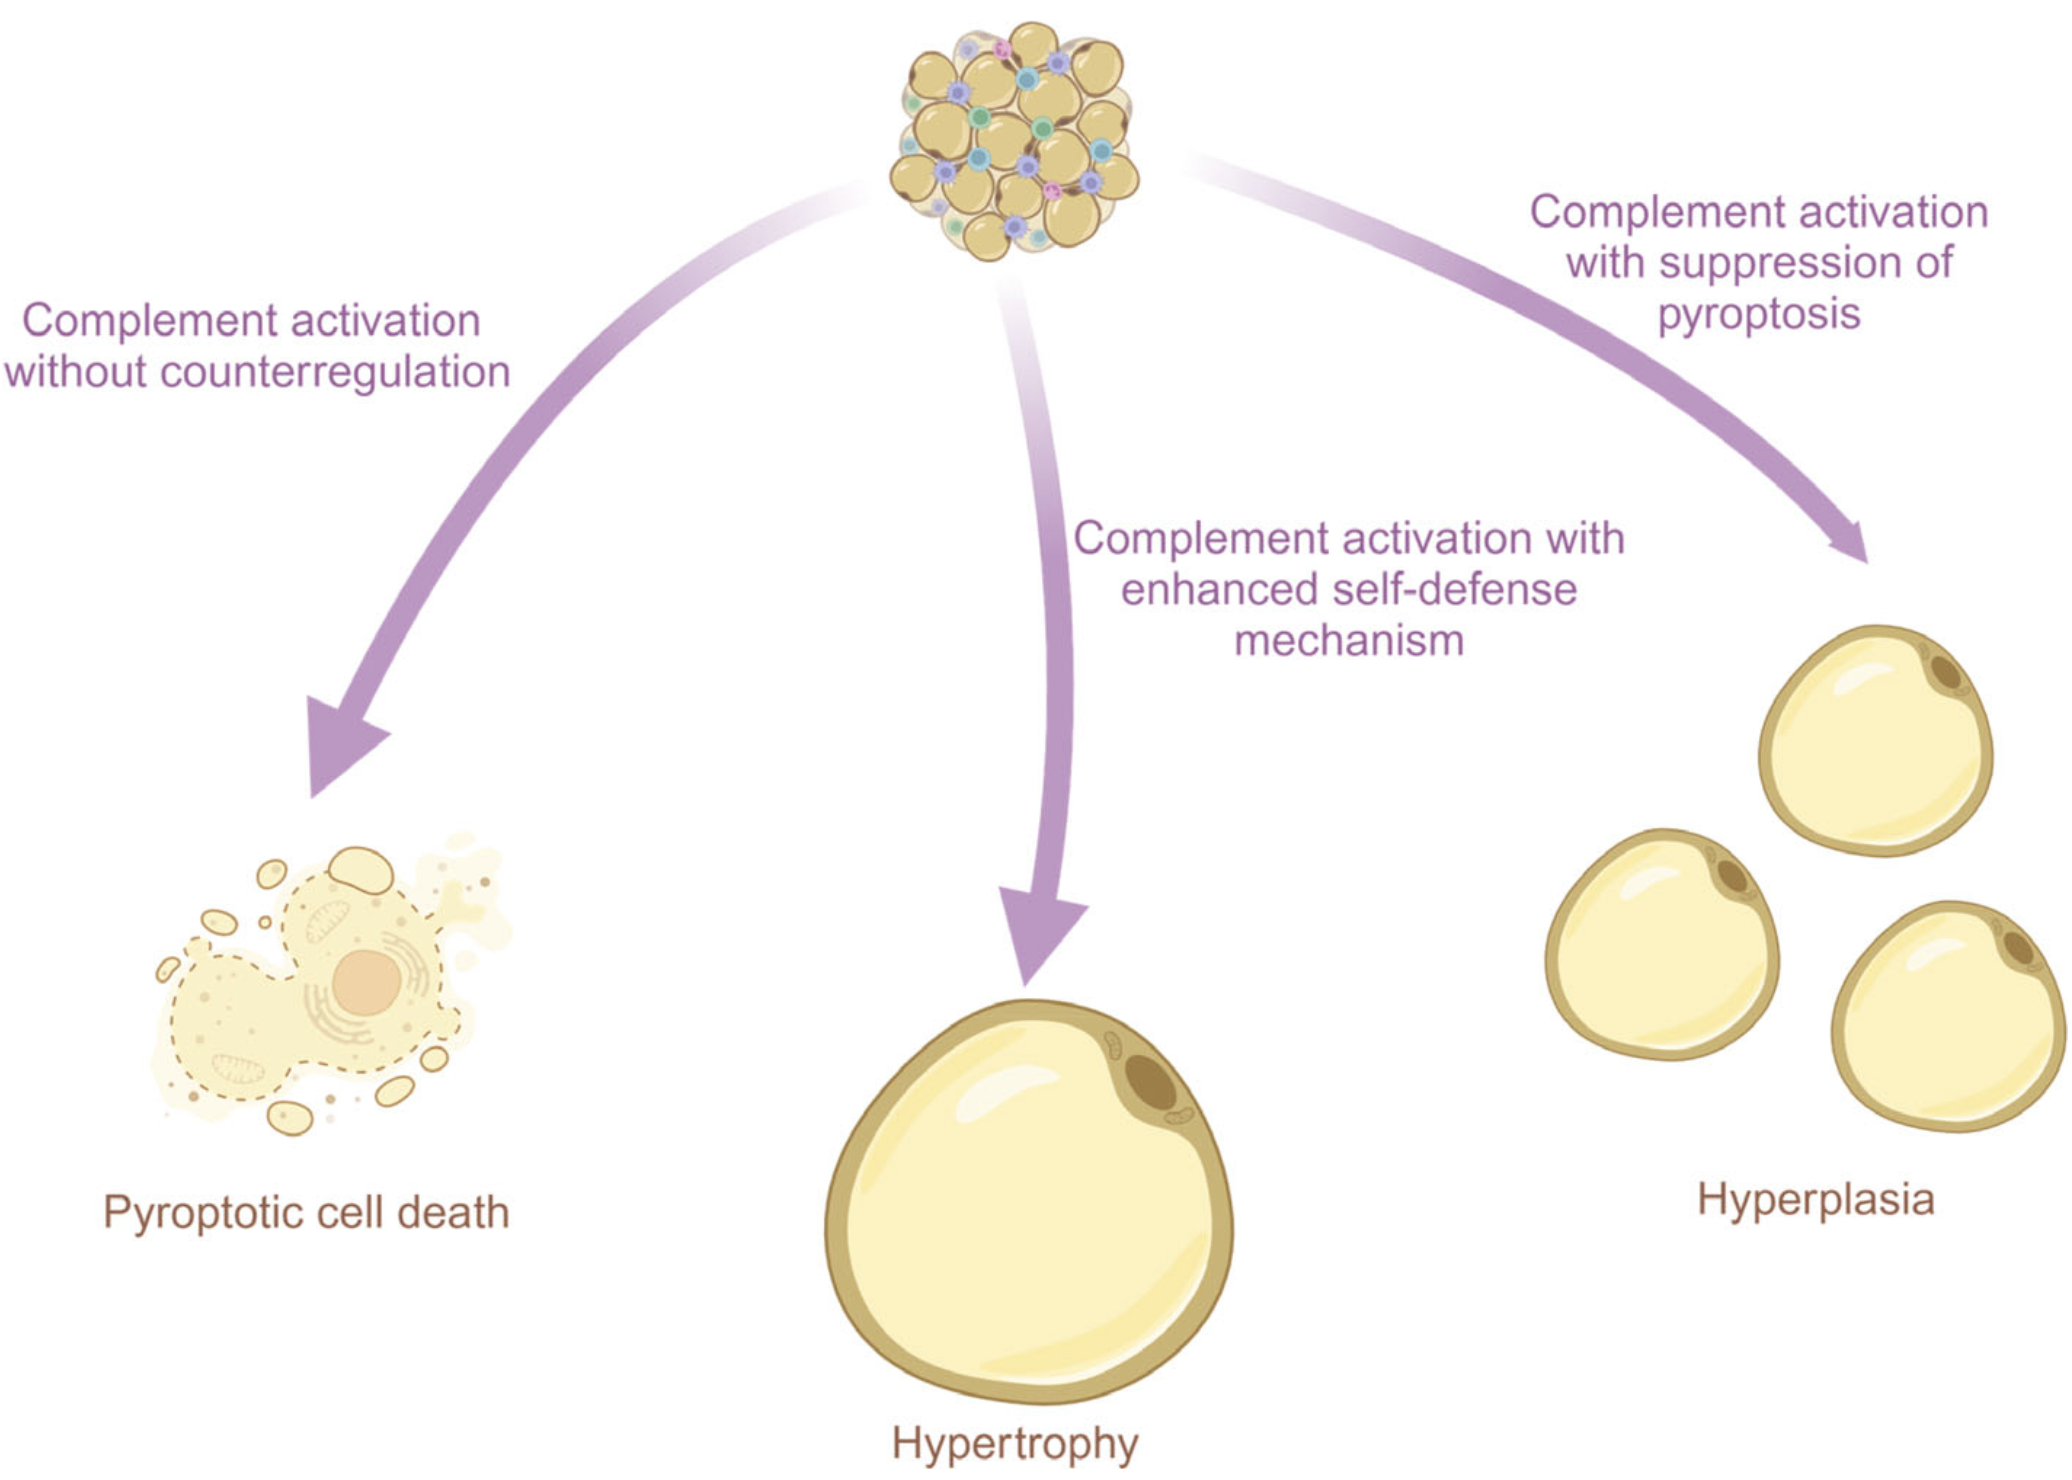 Complement activation
with suppression of
pyroptosis
Complement activation
without counterregulation
Complement activation with
enhanced self-defense
mechanism
Pyroptotic cell death
Hyperplasia
Hypertrophy